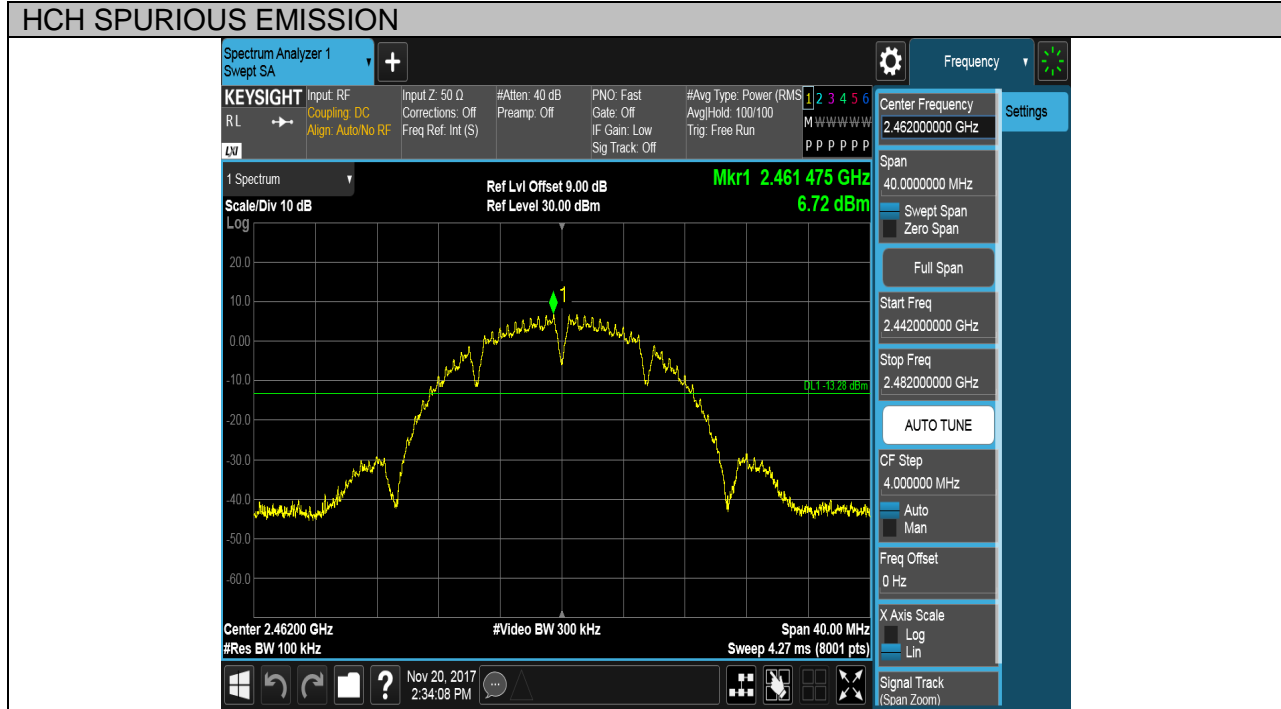 HCH SPURIOUS EMISSION
Spectrum Analyzer 1
Swept SA
Frequency
KEYSIGHT
RL
LXI
Input: RF
Coupling: DC
Align: Auto/No RF
Input Z: 50 Ω
Corrections: Off
Freq Ref: Int (S)
#Atten: 40 dB
Preamp: Off
PNO: Fast
Gate: Off
IF Gain: Low
Sig Track: Off
#Avg Type: Power (RMS
Avg|Hold: 100/100
Trig: Free Run
1 2 3 4 5 6
M W W W W W
P P P P P P
1 Spectrum
Scale/Div 10 dB
Ref Lvl Offset 9.00 dB
Ref Level 30.00 dBm
Mkr1 2.461 475 GHz
6.72 dBm
Log
20.0
10.0
0.00
-10.0
-20.0
-30.0
-40.0
-50.0
-60.0
1
DL1 -13.28 dBm
Center 2.46200 GHz
#Res BW 100 kHz
#Video BW 300 kHz
Span 40.00 MHz
Sweep 4.27 ms (8001 pts)
?
Nov 20, 2017
2:34:08 PM
Center Frequency
2.462000000 GHz
Span
40.0000000 MHz
Swept Span
Zero Span
Full Span
Start Freq
2.442000000 GHz
Stop Freq
2.482000000 GHz
AUTO TUNE
CF Step
4.000000 MHz
Auto
Man
Freq Offset
0 Hz
X Axis Scale
Log
Lin
Signal Track
(Span Zoom)
Settings